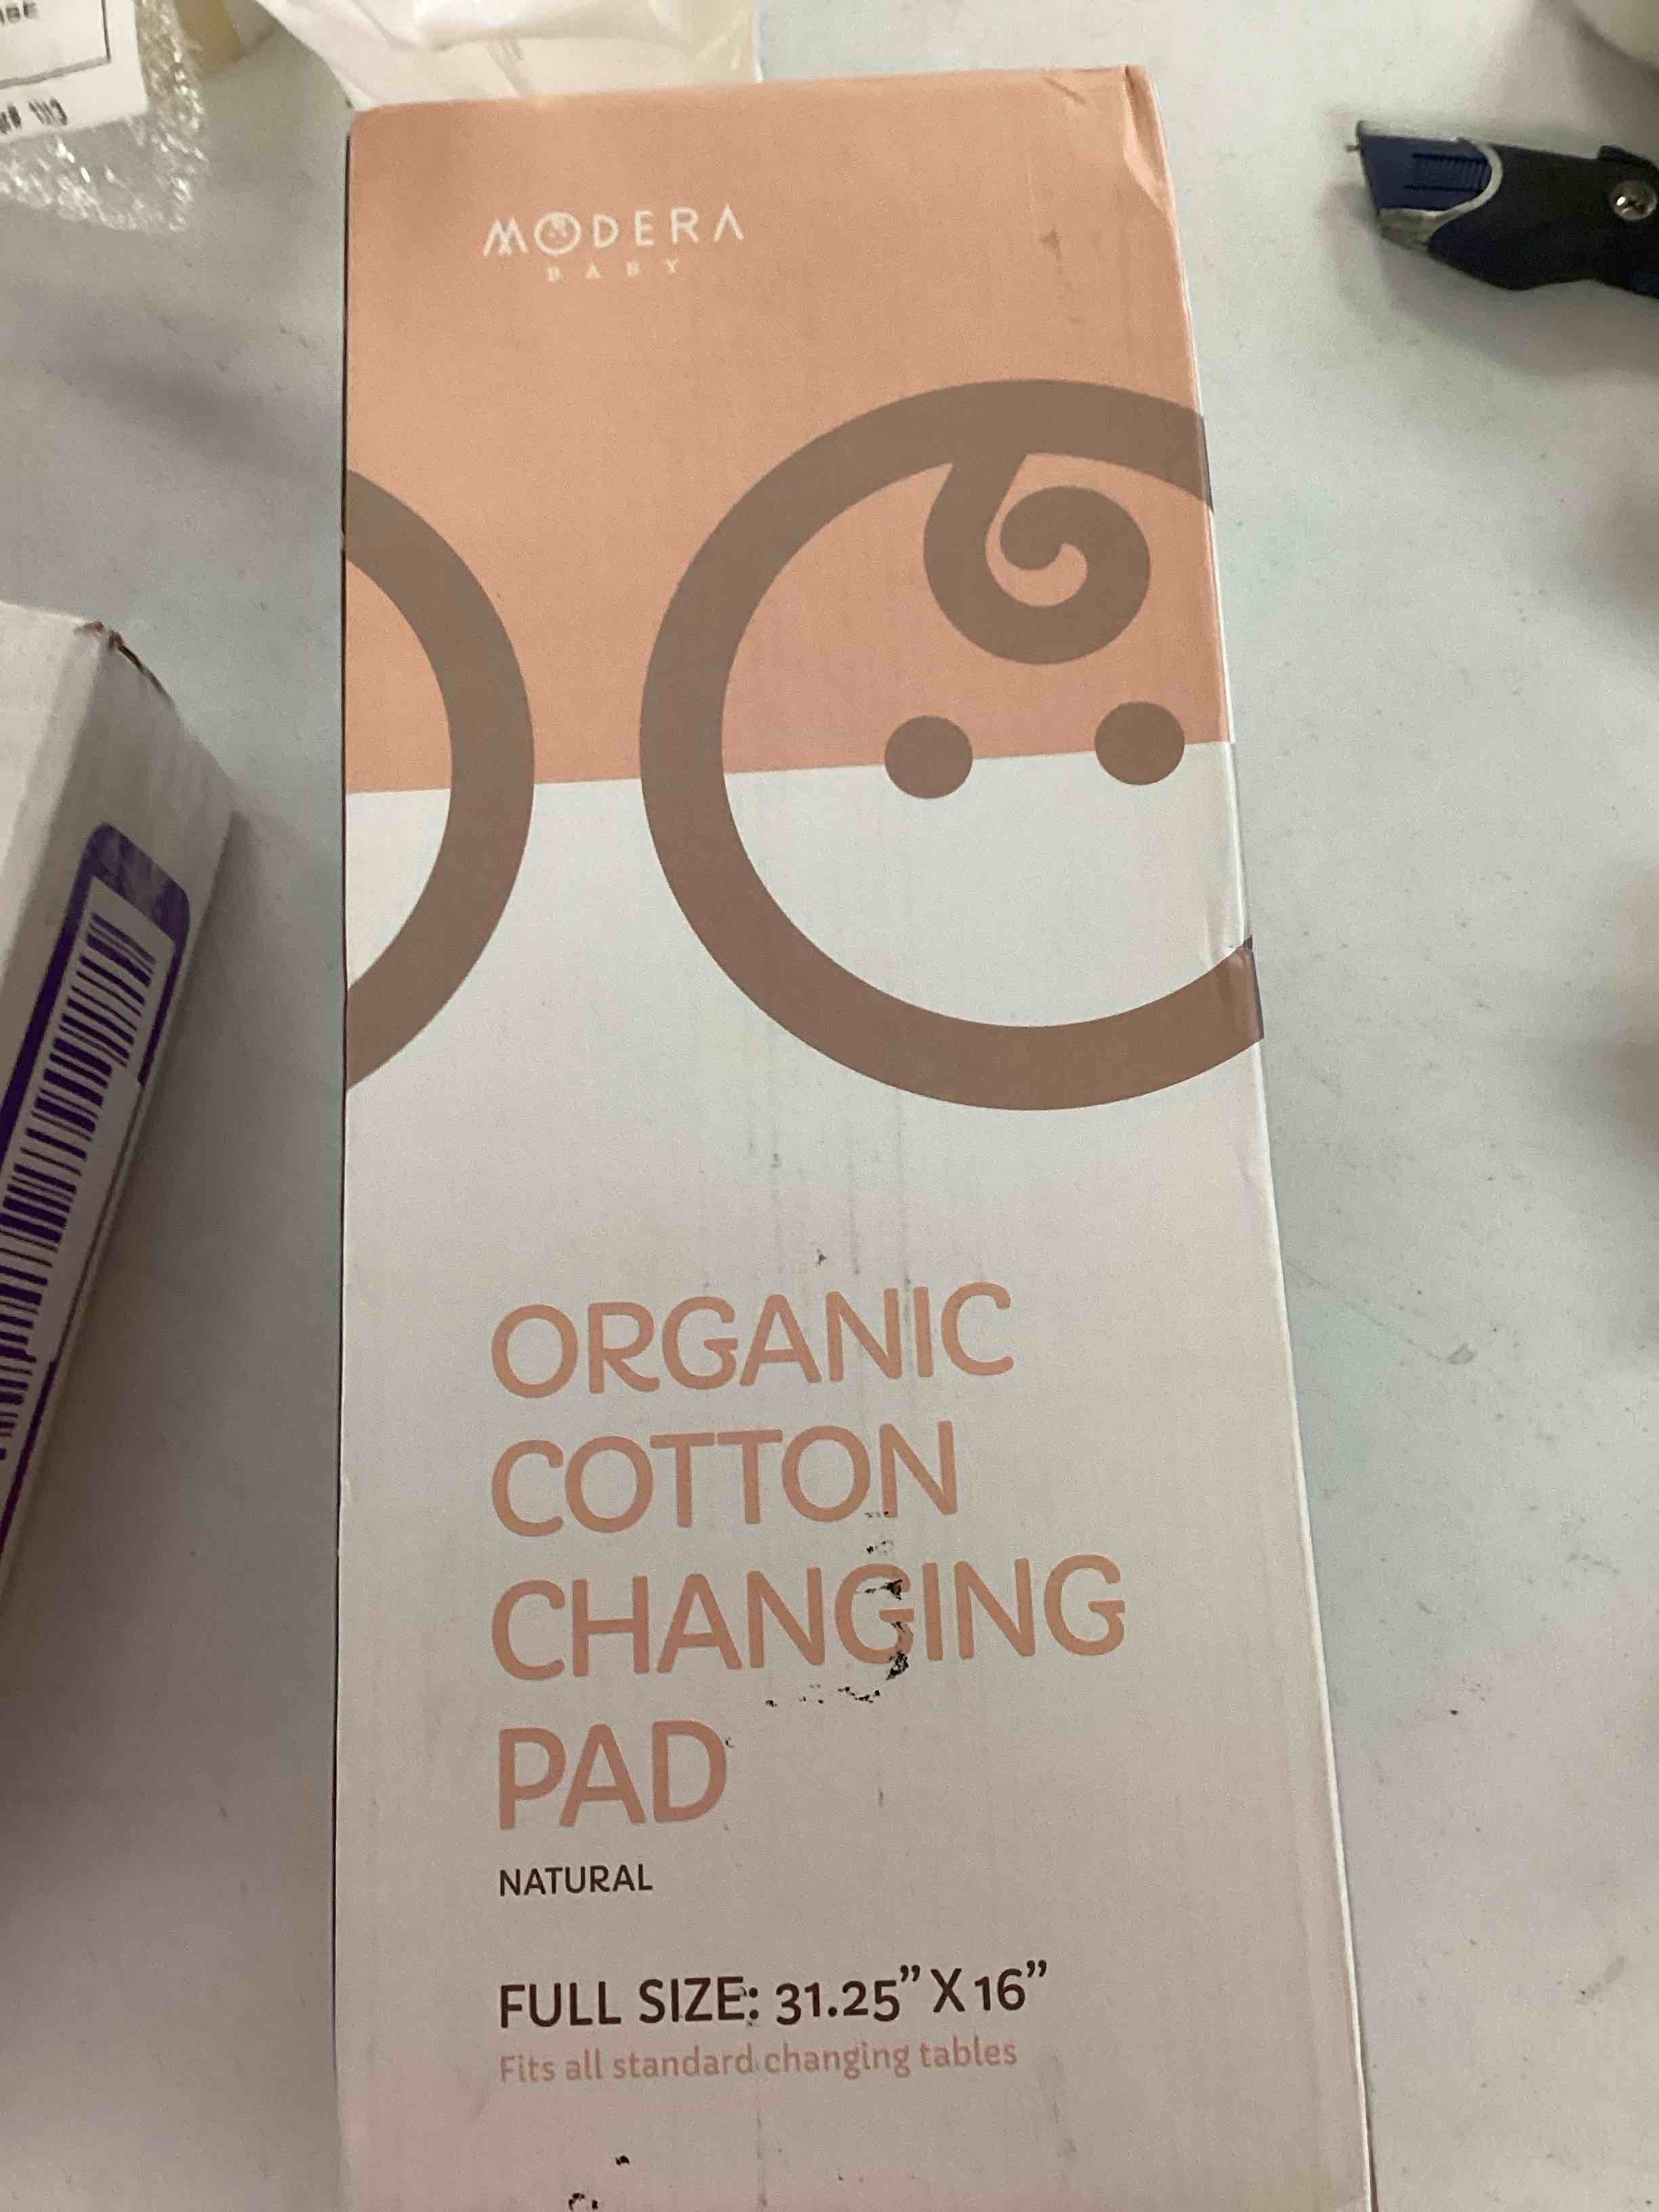 MODERA
BABY
ORGANIC
COTTON
CHANGING
PAD
NATURAL
FULL SIZE: 31.25” X 16”
Fits all standard changing tables